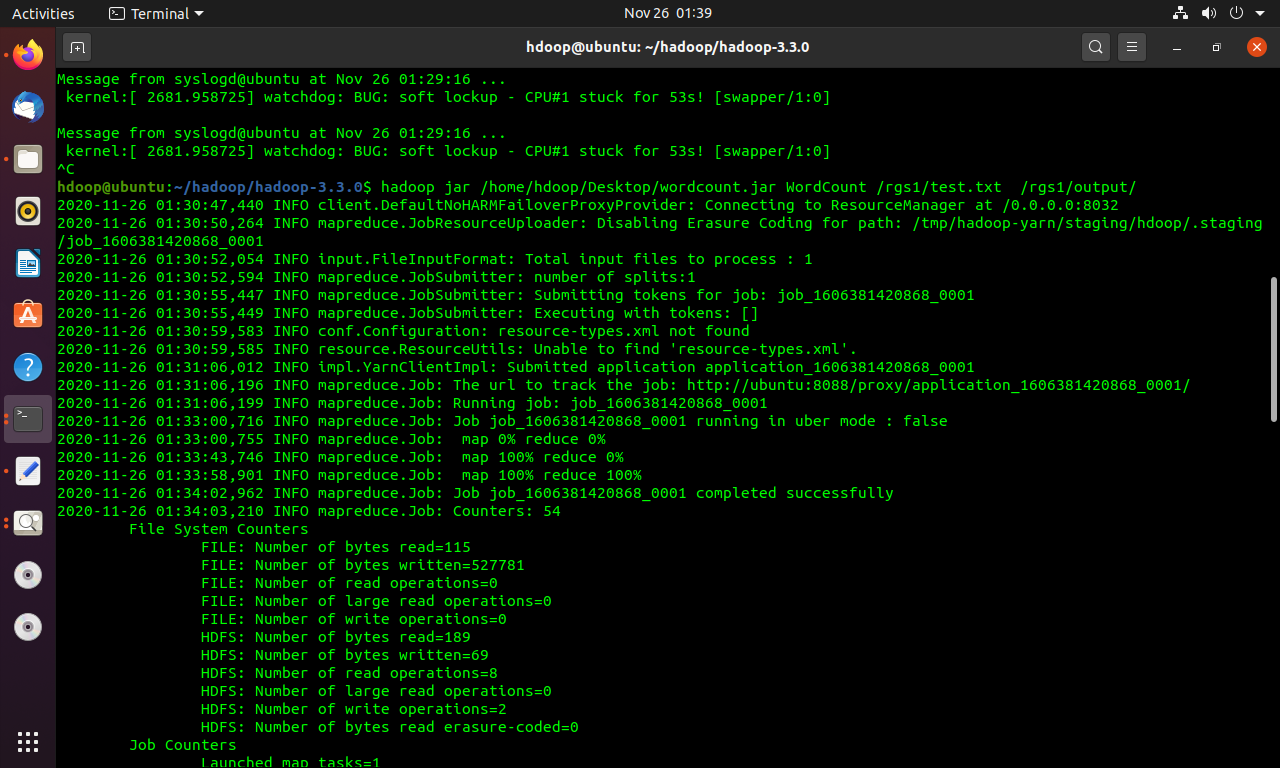 Activities
Terminal
Nov 26 01:39
hdoop@ubuntu: ~/hadoop/hadoop-3.3.0
Message from syslogd@ubuntu at Nov 26 01:29:16 ...
 kernel:[ 2681.958725] watchdog: BUG: soft lockup - CPU#1 stuck for 53s! [swapper/1:0]
Message from syslogd@ubuntu at Nov 26 01:29:16 ...
 kernel:[ 2681.958725] watchdog: BUG: soft lockup - CPU#1 stuck for 53s! [swapper/1:0]
^C
hdoop@ubuntu:~/hadoop/hadoop-3.3.0$ hadoop jar /home/hdoop/Desktop/wordcount.jar WordCount /rgs1/test.txt  /rgs1/output/
2020-11-26 01:30:47,440 INFO client.DefaultNoHARMFailoverProxyProvider: Connecting to ResourceManager at /0.0.0.0:8032
2020-11-26 01:30:50,264 INFO mapreduce.JobResourceUploader: Disabling Erasure Coding for path: /tmp/hadoop-yarn/staging/hdoop/.staging
/job_1606381420868_0001
2020-11-26 01:30:52,054 INFO input.FileInputFormat: Total input files to process : 1
2020-11-26 01:30:52,594 INFO mapreduce.JobSubmitter: number of splits:1
2020-11-26 01:30:55,447 INFO mapreduce.JobSubmitter: Submitting tokens for job: job_1606381420868_0001
2020-11-26 01:30:55,449 INFO mapreduce.JobSubmitter: Executing with tokens: []
2020-11-26 01:30:59,583 INFO conf.Configuration: resource-types.xml not found
2020-11-26 01:30:59,585 INFO resource.ResourceUtils: Unable to find 'resource-types.xml'.
2020-11-26 01:31:06,012 INFO impl.YarnClientImpl: Submitted application application_1606381420868_0001
2020-11-26 01:31:06,196 INFO mapreduce.Job: The url to track the job: http://ubuntu:8088/proxy/application_1606381420868_0001/
2020-11-26 01:31:06,199 INFO mapreduce.Job: Running job: job_1606381420868_0001
2020-11-26 01:33:00,716 INFO mapreduce.Job: Job job_1606381420868_0001 running in uber mode : false
2020-11-26 01:33:00,755 INFO mapreduce.Job:  map 0% reduce 0%
2020-11-26 01:33:43,746 INFO mapreduce.Job:  map 100% reduce 0%
2020-11-26 01:33:58,901 INFO mapreduce.Job:  map 100% reduce 100%
2020-11-26 01:34:02,962 INFO mapreduce.Job: Job job_1606381420868_0001 completed successfully
2020-11-26 01:34:03,210 INFO mapreduce.Job: Counters: 54
File System Counters
FILE: Number of bytes read=115
FILE: Number of bytes written=527781
FILE: Number of read operations=0
FILE: Number of large read operations=0
FILE: Number of write operations=0
HDFS: Number of bytes read=189
HDFS: Number of bytes written=69
HDFS: Number of read operations=8
HDFS: Number of large read operations=0
HDFS: Number of write operations=2
HDFS: Number of bytes read erasure-coded=0
Job Counters
Launched map tasks=1